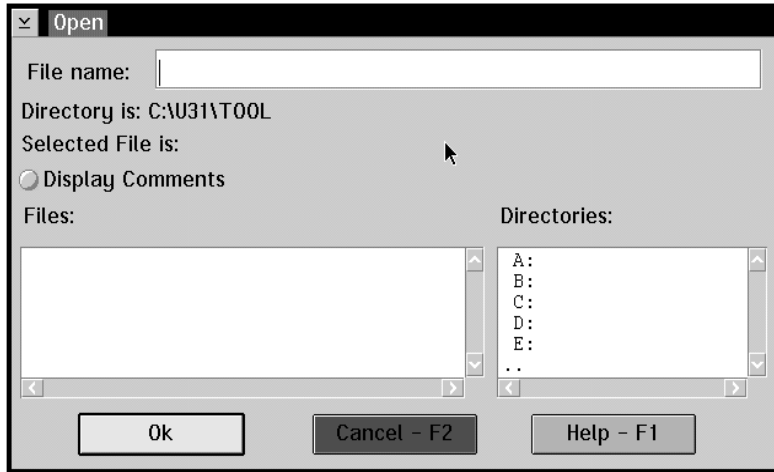 Open
File name:
Directory is: C:\U31\TOOL
Selected File is:
Display Comments
Files:
Directories:
A:
B:
C:
D:
E:
..
Ok
Cancel - F2
Help - F1